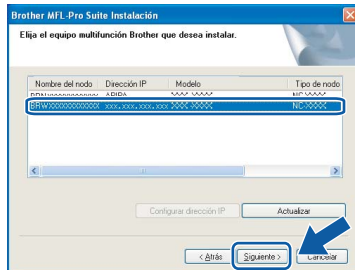 Brother MFL-Pro Suite Instalación
Elija el equipo multifunción Brother que desea instalar.
Nombre del nodo Dirección IP Modelo Tipo de nodo
APIPA
BRWXXXXXXXXXXXX xxx.xxx.xxx.xxx XXX-XXXX NC-XXXX
Configurar dirección IP Actualizar
< Atrás Siguiente > Cancelar